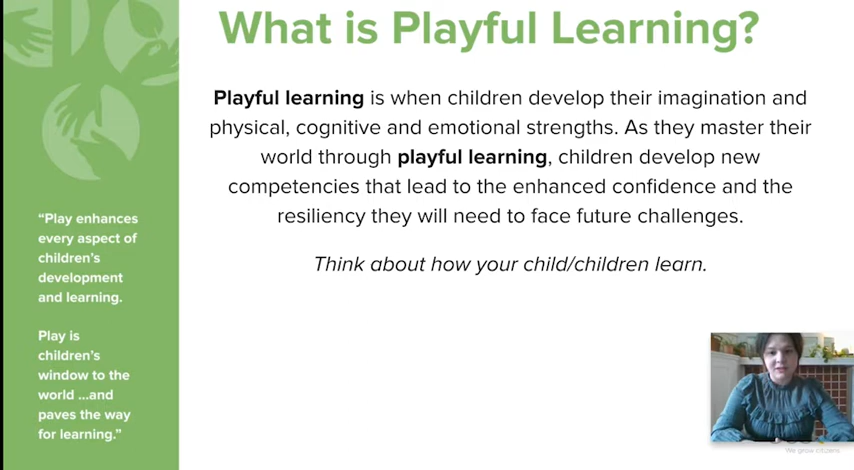 What is Playful Learning?
Playful learning is when children develop their imagination and
physical, cognitive and emotional strengths. As they master their
world through playful learning, children develop new
competencies that lead to the enhanced confidence and the
resiliency they will need to face future challenges.
Think about how your child/children learn.
“Play enhances
every aspect of
children’s
development
and learning.
Play is
children’s
window to the
world ...and
paves the way
for learning.”
We grow citizens